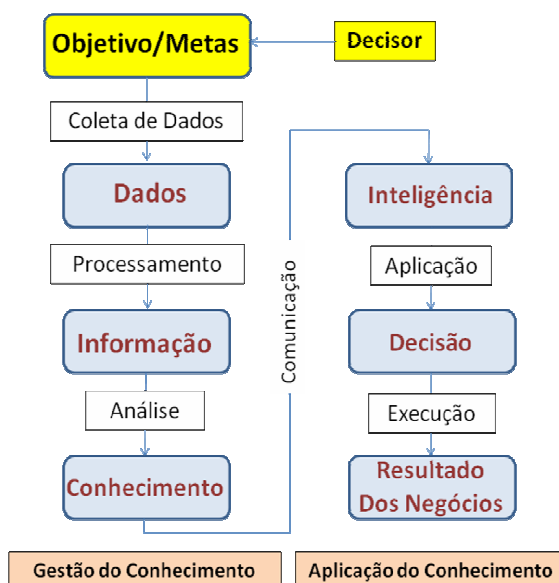 Objetivo/Metas
Decisor
Coleta de Dados
Dados
Processamento
Informação
Análise
Conhecimento
Comunicação
Inteligência
Aplicação
Decisão
Execução
Resultado
Dos Negócios
Gestão do Conhecimento
Aplicação do Conhecimento